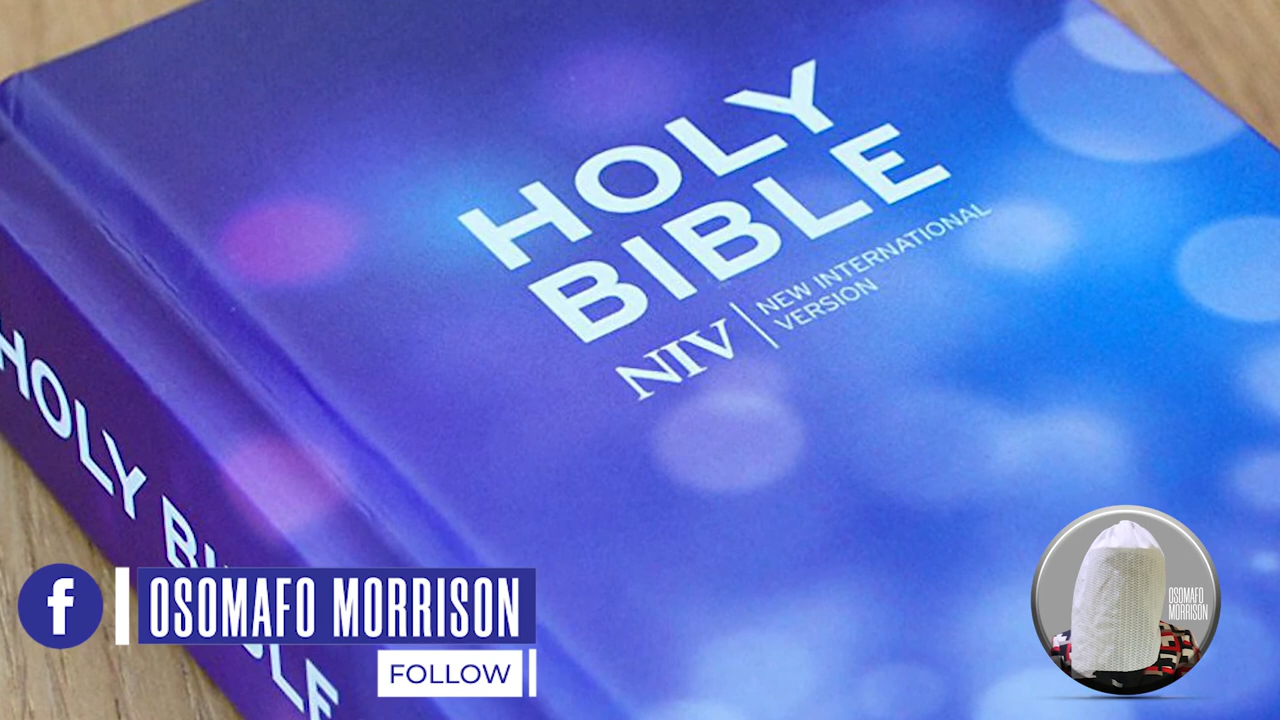 HOLY
BIBLE
NIV | NEW INTERNATIONAL
VERSION
HOLY BIBLE
f
OSOMAFO MORRISON
FOLLOW
OSOMAFO
MORRISON